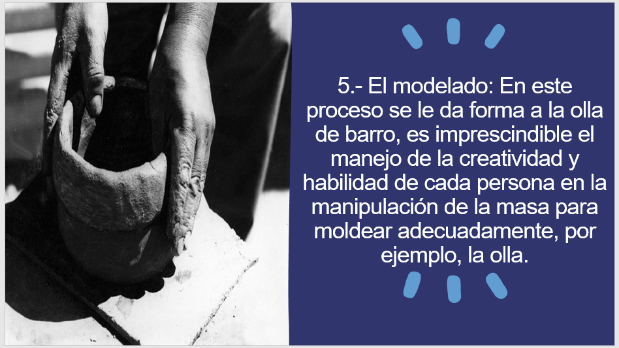 5.- El modelado: En este
proceso se le da forma a la olla
de barro, es imprescindible el
manejo de la creatividad y
habilidad de cada persona en la
manipulación de la masa para
moldear adecuadamente, por
ejemplo, la olla.